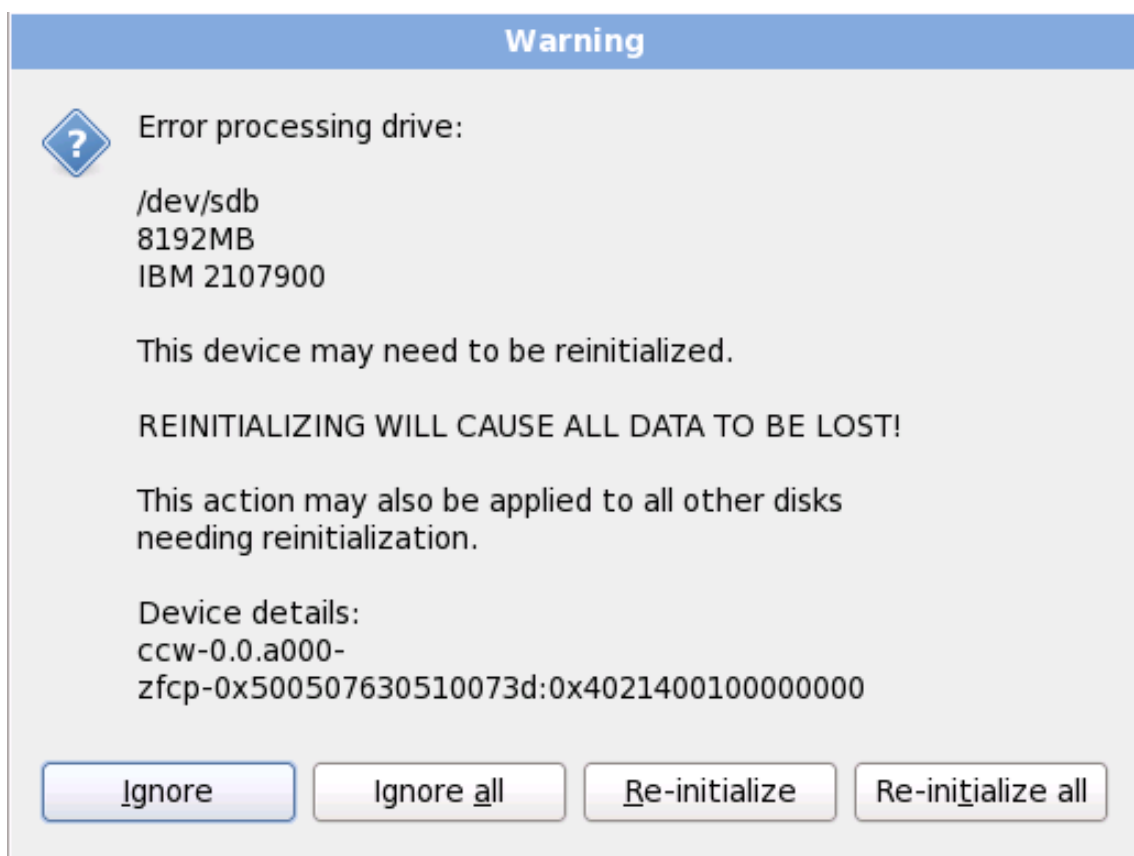 Warning
?
Error processing drive:
/dev/sdb
8192MB
IBM 2107900
This device may need to be reinitialized.
REINITIALIZING WILL CAUSE ALL DATA TO BE LOST!
This action may also be applied to all other disks
needing reinitialization.
Device details:
ccw-0.0.a000-
zfcp-0x500507630510073d:0x4021400100000000
Ignore
Ignore all
Re-initialize
Re-initialize all